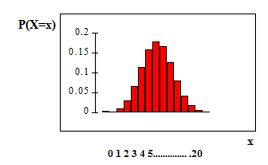 P(X=x)
0.2
0.15
0.1
0.05
0
x
0 1 2 3 4 5.............. .20